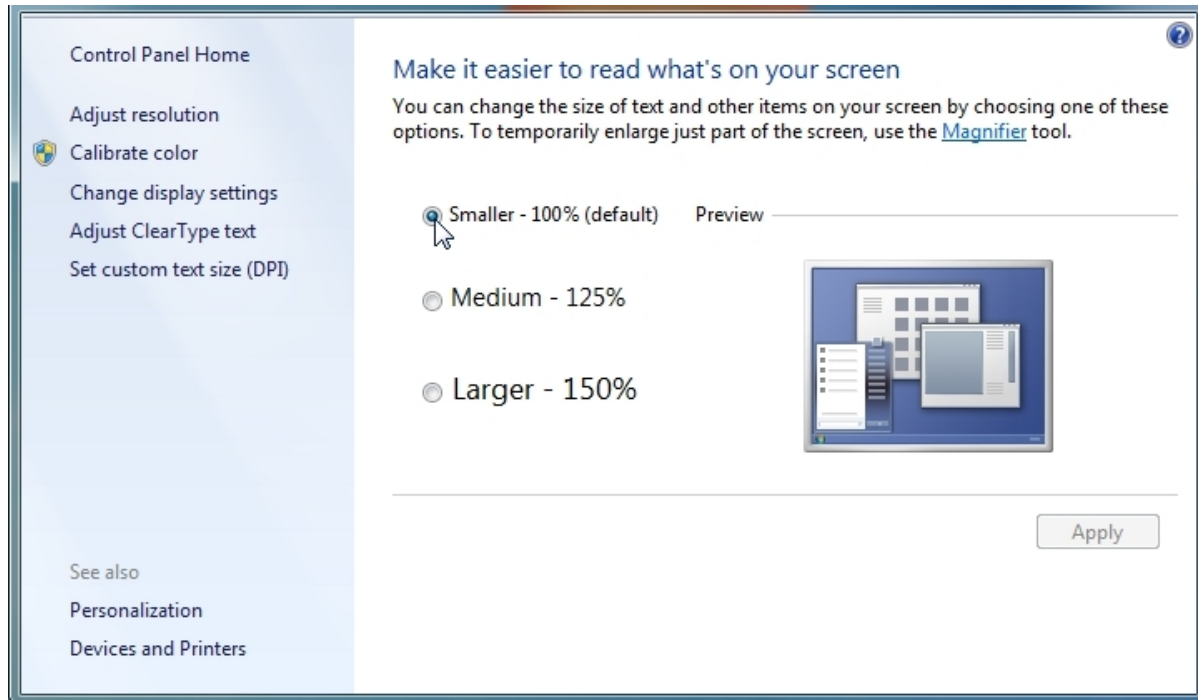 Control Panel Home
Adjust resolution
Calibrate color
Change display settings
Adjust ClearType text
Set custom text size (DPI)
See also
Personalization
Devices and Printers
?
Make it easier to read what's on your screen
You can change the size of text and other items on your screen by choosing one of these
options. To temporarily enlarge just part of the screen, use the Magnifier tool.
Smaller - 100% (default)
Preview
Medium - 125%
Larger - 150%
Apply